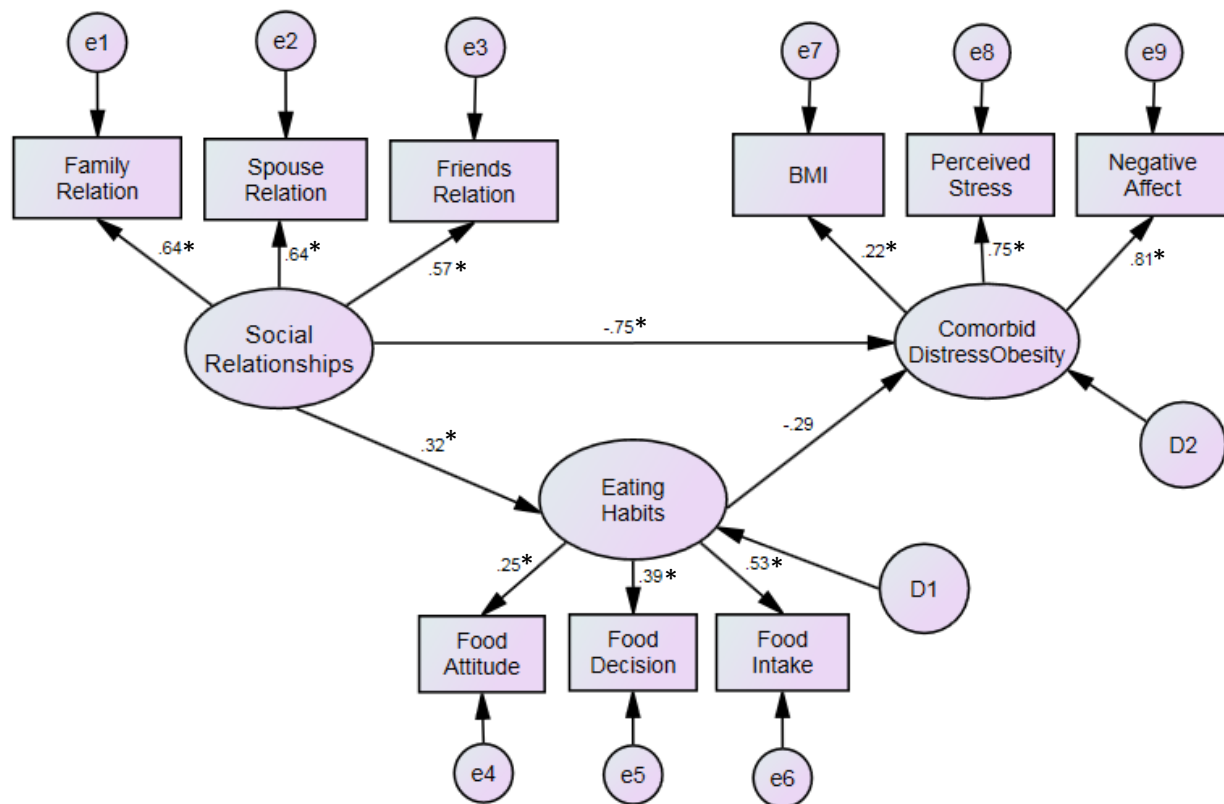 e1
e2
e3
e7
e8
e9
Family
Relation
Spouse
Relation
Friends
Relation
BMI
Perceived
Stress
Negative
Affect
.64*
.64*
.57*
.22*
.75*
.81*
Social
Relationships
-.75*
Comorbid
DistressObesity
.32*
-.29
D2
Eating
Habits
D1
.25*
.39*
.53*
Food
Attitude
Food
Decision
Food
Intake
e4
e5
e6